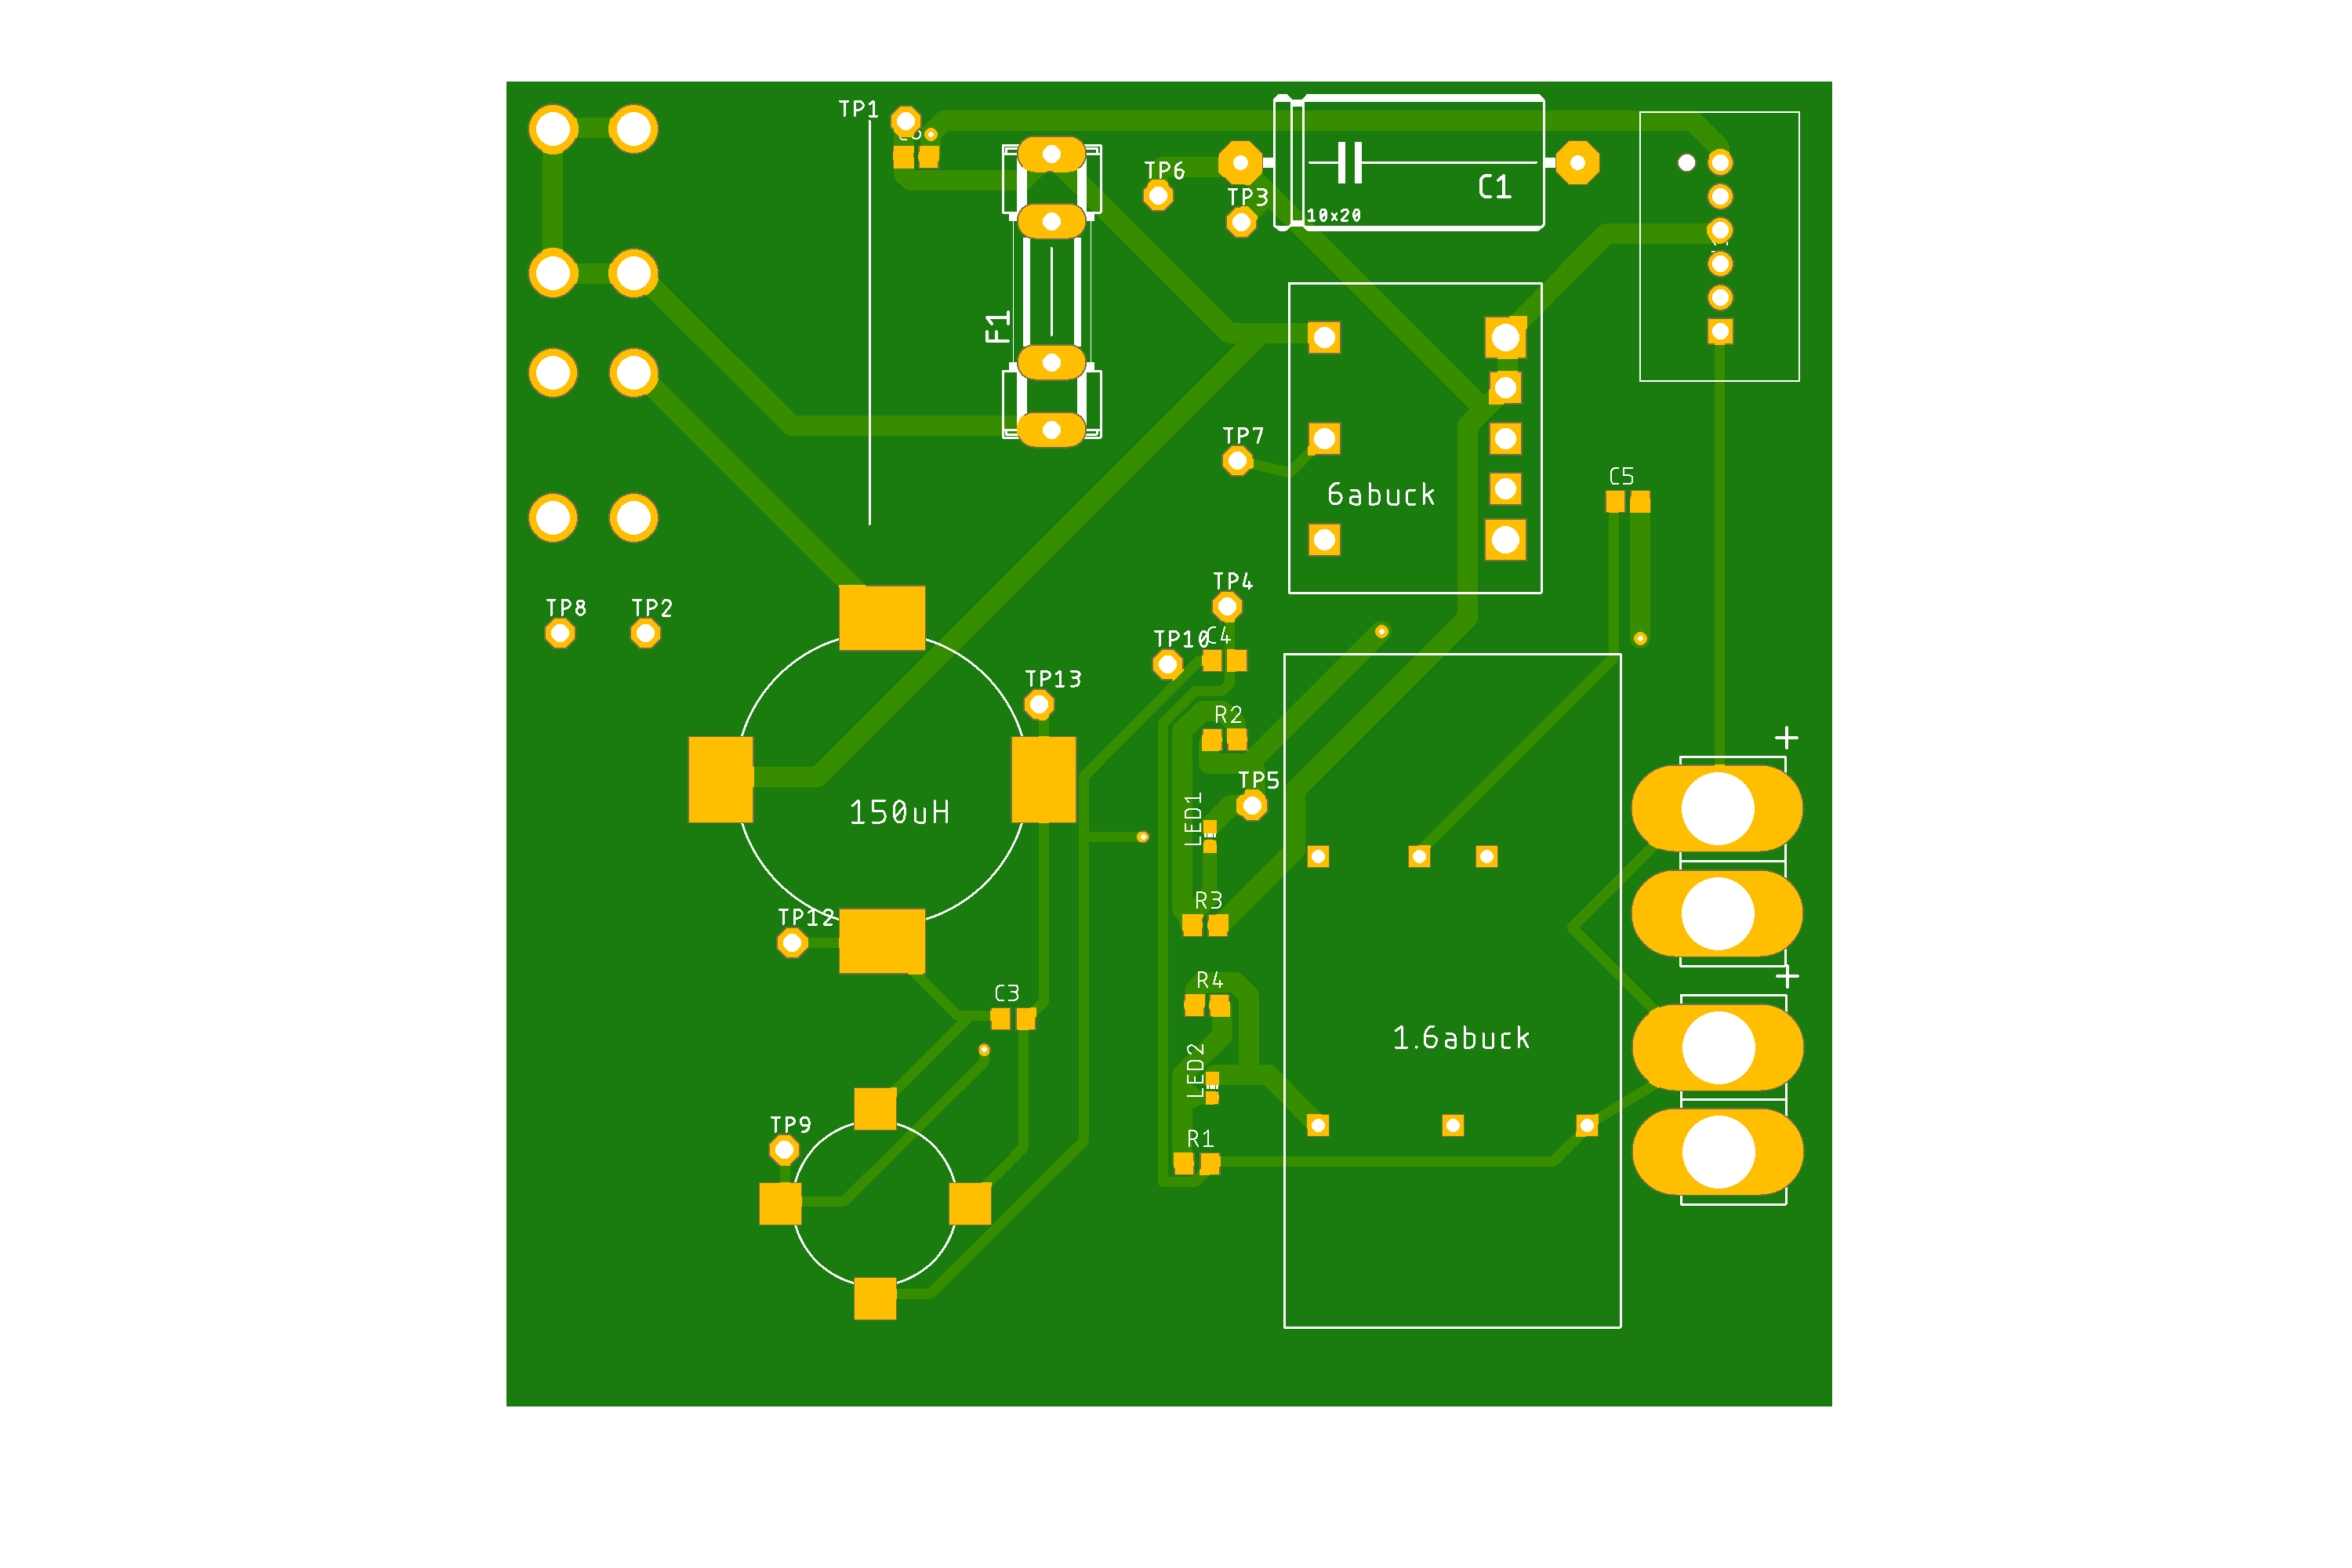 TP1
TP6
TP3
C1
10x20
F1
TP7
6abuck
C5
TP8
TP2
TP4
TP10
C4
TP13
R2
TP5
150uH
LED1
+
R3
TP12
+
R4
C3
1.6abuck
LED2
TP9
R1